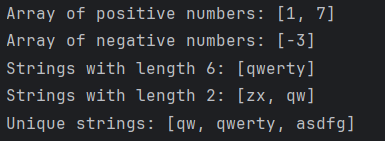 Array of positive numbers: [1, 7]
Array of negative numbers: [-3]
Strings with length 6: [qwerty]
Strings with length 2: [zx, qw]
Unique strings: [qw, qwerty, asdfg]